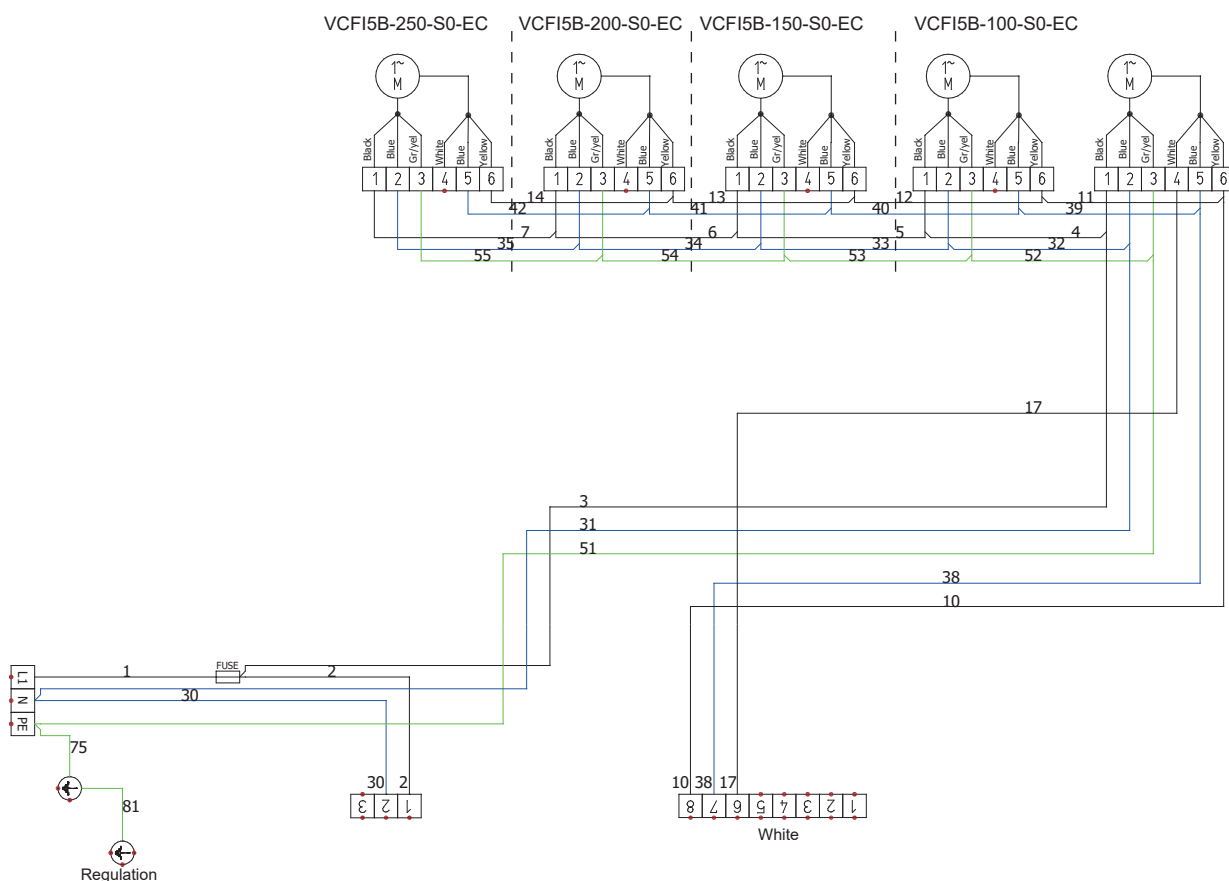 VCFI5B-250-S0-EC VCFI5B-200-S0-EC VCFI5B-150-S0-EC VCFI5B-100-S0-EC
1~ 1~ 1~ 1~ 1~
M M M M M
Black Blue Gr/yel White Blue Yellow Black Blue Gr/yel White Blue Yellow Black Blue Gr/yel White Blue Yellow Black Blue Gr/yel White Blue Yellow Black Blue Gr/yel White Blue Yellow
1 2 3 4 5 6 1 2 3 4 5 6 1 2 3 4 5 6 1 2 3 4 5 6 1 2 3 4 5 6
14 13 12 11
42 41 40 39
7 6 5 4
35 34 33 32
55 54 53 52
17
3
31
51
38
10
FUSE
L1 1 2
N 30
PE
75
30 2 10 38 17
81
3 2 1 8 7 6 5 4 3 2 1
White
Regulation